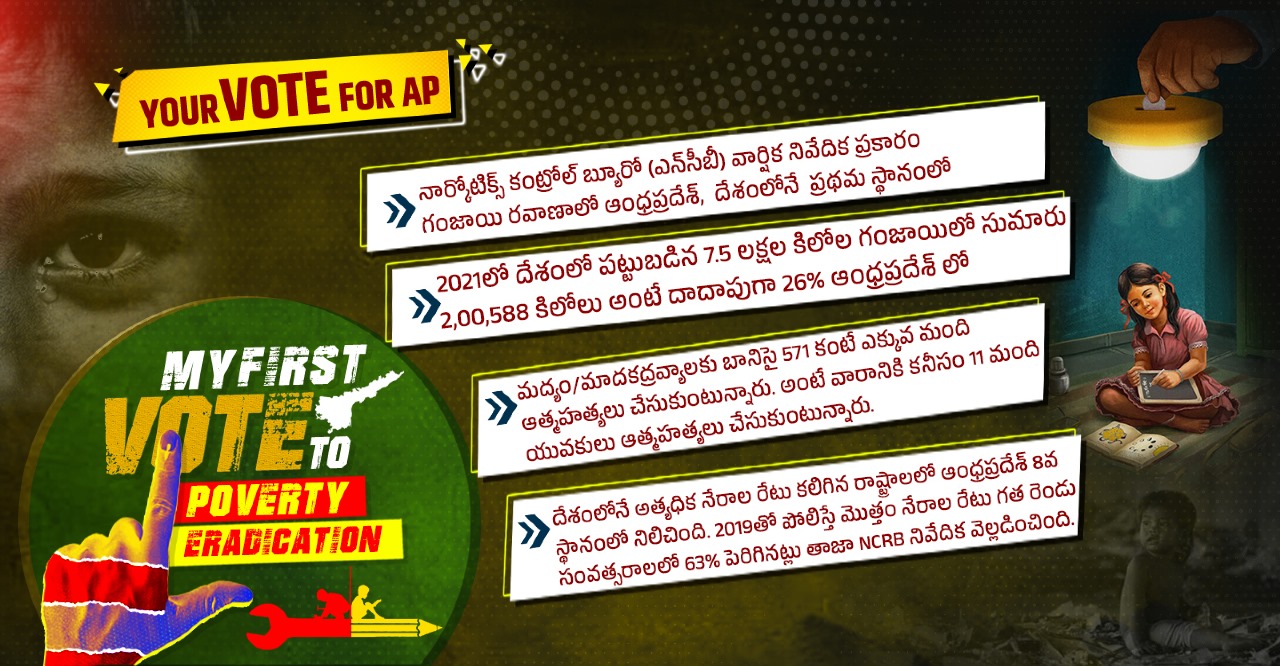 YOUR VOTE FOR AP
నార్కోటిక్స్ కంట్రోల్ బ్యూరో (ఎన్‌సీబీ) వార్షిక నివేదిక ప్రకారం
గంజాయి రవాణాలో ఆంధ్రప్రదేశ్, దేశంలోనే ప్రథమ స్థానంలో
2021లో దేశంలో పట్టుబడిన 7.5 లక్షల కిలోల గంజాయిలో సుమారు
2,00,588 కిలోలు అంటే దాదాపుగా 26% ఆంధ్రప్రదేశ్ లో
మద్యం/మాదకద్రవ్యాలకు బానిసై 571 కంటే ఎక్కువ మంది
ఆత్మహత్యలు చేసుకుంటున్నారు. అంటే వారానికి కనీసం 11 మంది
యువకులు ఆత్మహత్యలు చేసుకుంటున్నారు.
దేశంలోనే అత్యధిక నేరాల రేటు కలిగిన రాష్ట్రాలలో ఆంధ్రప్రదేశ్ 8వ
స్థానంలో నిలిచింది. 2019తో పోలిస్తే మొత్తం నేరాల రేటు గత రెండు
సంవత్సరాలలో 63% పెరిగినట్లు తాజా NCRB నివేదిక వెల్లడించింది.
MY FIRST
VOTE TO
POVERTY
ERADICATION